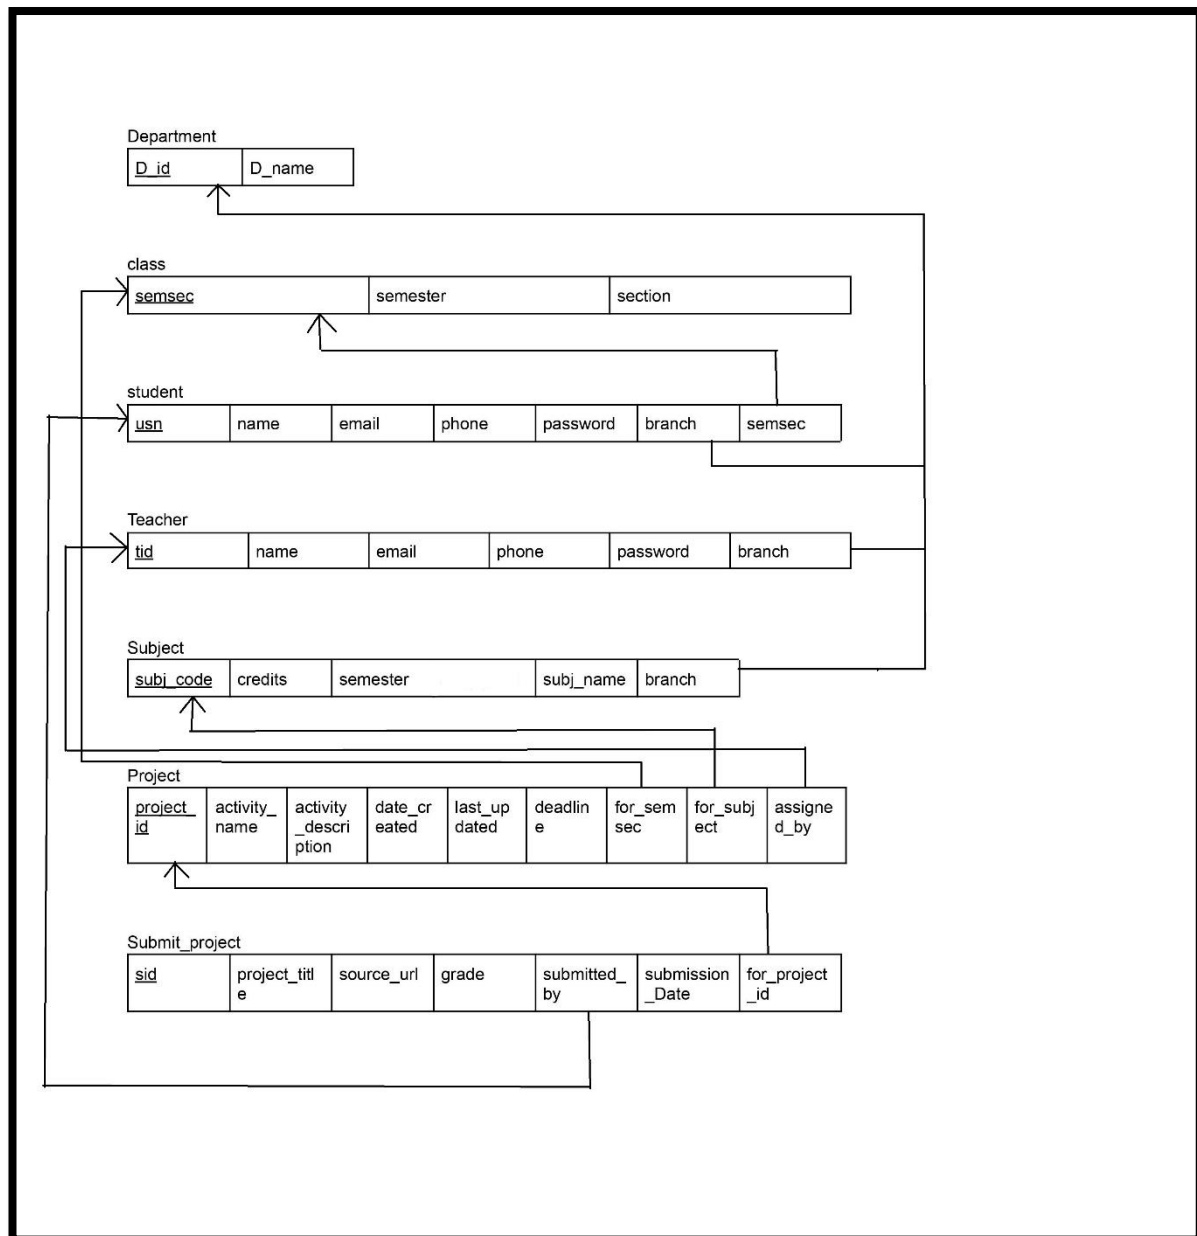 Department
D_id D_name
class
semsec semester section
student
usn name email phone password branch semsec
Teacher
tid name email phone password branch
Subject
subj_code credits semester subj_name branch
Project
project_ activity_ activity date_cr last_up deadlin for_sem for_subj assigne
id name _descri eated dated e sec ect d_by
ption
Submit_project
sid project_titl source_url grade submitted_ submission for_project
e by _Date _id